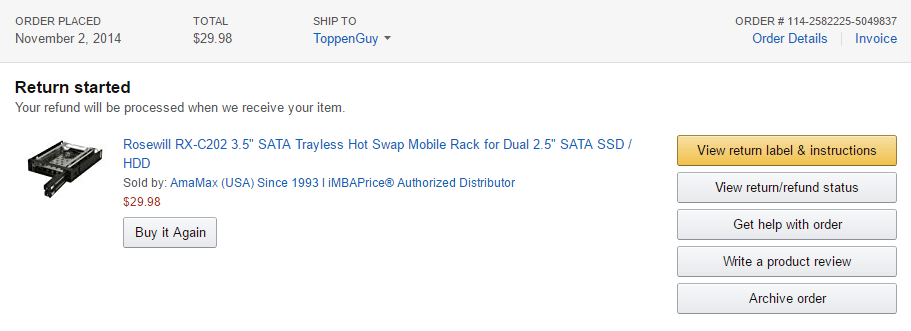 ORDER PLACED TOTAL SHIP TO ORDER # 114-2582225-5049837
November 2, 2014 $29.98 ToppenGuy Order Details Invoice
Return started
Your refund will be processed when we receive your item.
Rosewill RX-C202 3.5" SATA Trayless Hot Swap Mobile Rack for Dual 2.5" SATA SSD /
HDD
Sold by: AmaMax (USA) Since 1993 l iMBAPrice® Authorized Distributor
$29.98
Buy it Again
View return label & instructions
View return/refund status
Get help with order
Write a product review
Archive order